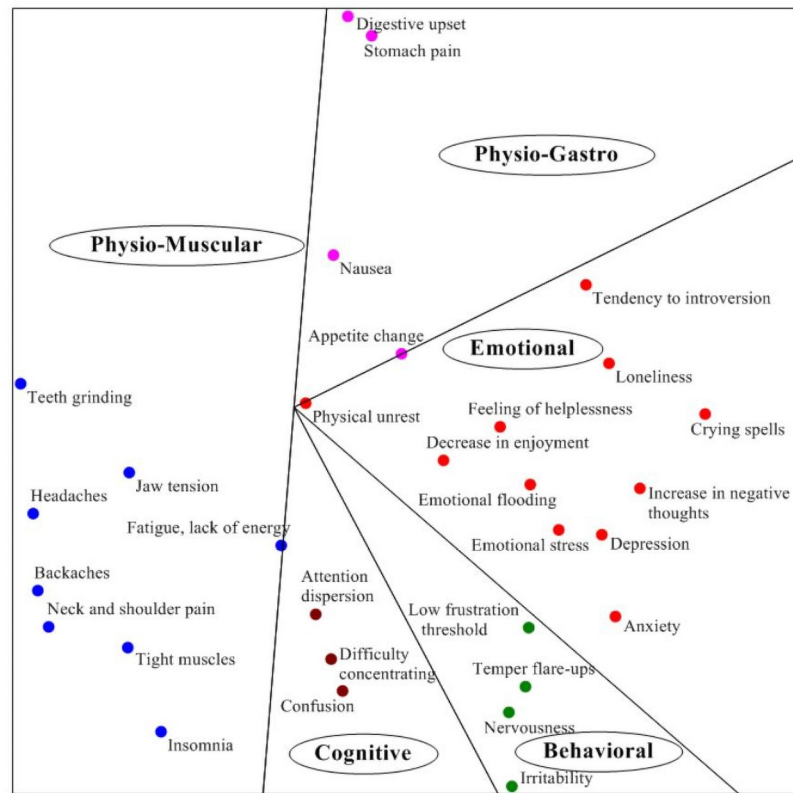 Digestive upset
Stomach pain
Physio-Gastro
Physio-Muscular
Nausea
Tendency to introversion
Appetite change
Emotional
Loneliness
Teeth grinding
Physical unrest
Feeling of helplessness
Crying spells
Decrease in enjoyment
Jaw tension
Headaches
Emotional flooding
Increase in negative
thoughts
Fatigue, lack of energy
Emotional stress
Depression
Backaches
Attention
dispersion
Neck and shoulder pain
Low frustration
threshold
Anxiety
Tight muscles
Difficulty
concentrating
Temper flare-ups
Confusion
Nervousness
Insomnia
Cognitive
Behavioral
Irritability